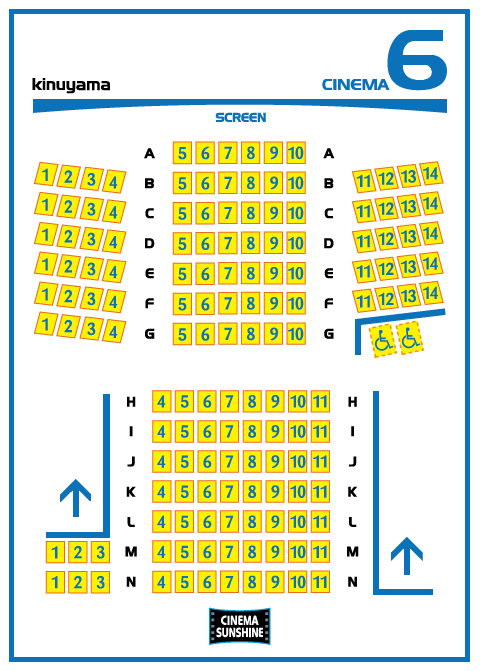 6
kinuyama CINEMA
SCREEN
A 5 6 7 8 9 10 A
1 2 3 4 B 5 6 7 8 9 10 B 11 12 13 14
1 2 3 4 C 5 6 7 8 9 10 C 11 12 13 14
1 2 3 4 D 5 6 7 8 9 10 D 11 12 13 14
1 2 3 4 E 5 6 7 8 9 10 E 11 12 13 14
1 2 3 4 F 5 6 7 8 9 10 F 11 12 13 14
1 2 3 4 G 5 6 7 8 9 10 G
H 4 5 6 7 8 9 10 11 H
I 4 5 6 7 8 9 10 11 I
J 4 5 6 7 8 9 10 11 J
K 4 5 6 7 8 9 10 11 K
L 4 5 6 7 8 9 10 11 L
1 2 3 M 4 5 6 7 8 9 10 11 M
1 2 3 N 4 5 6 7 8 9 10 11 N
CINEMA
SUNSHINE